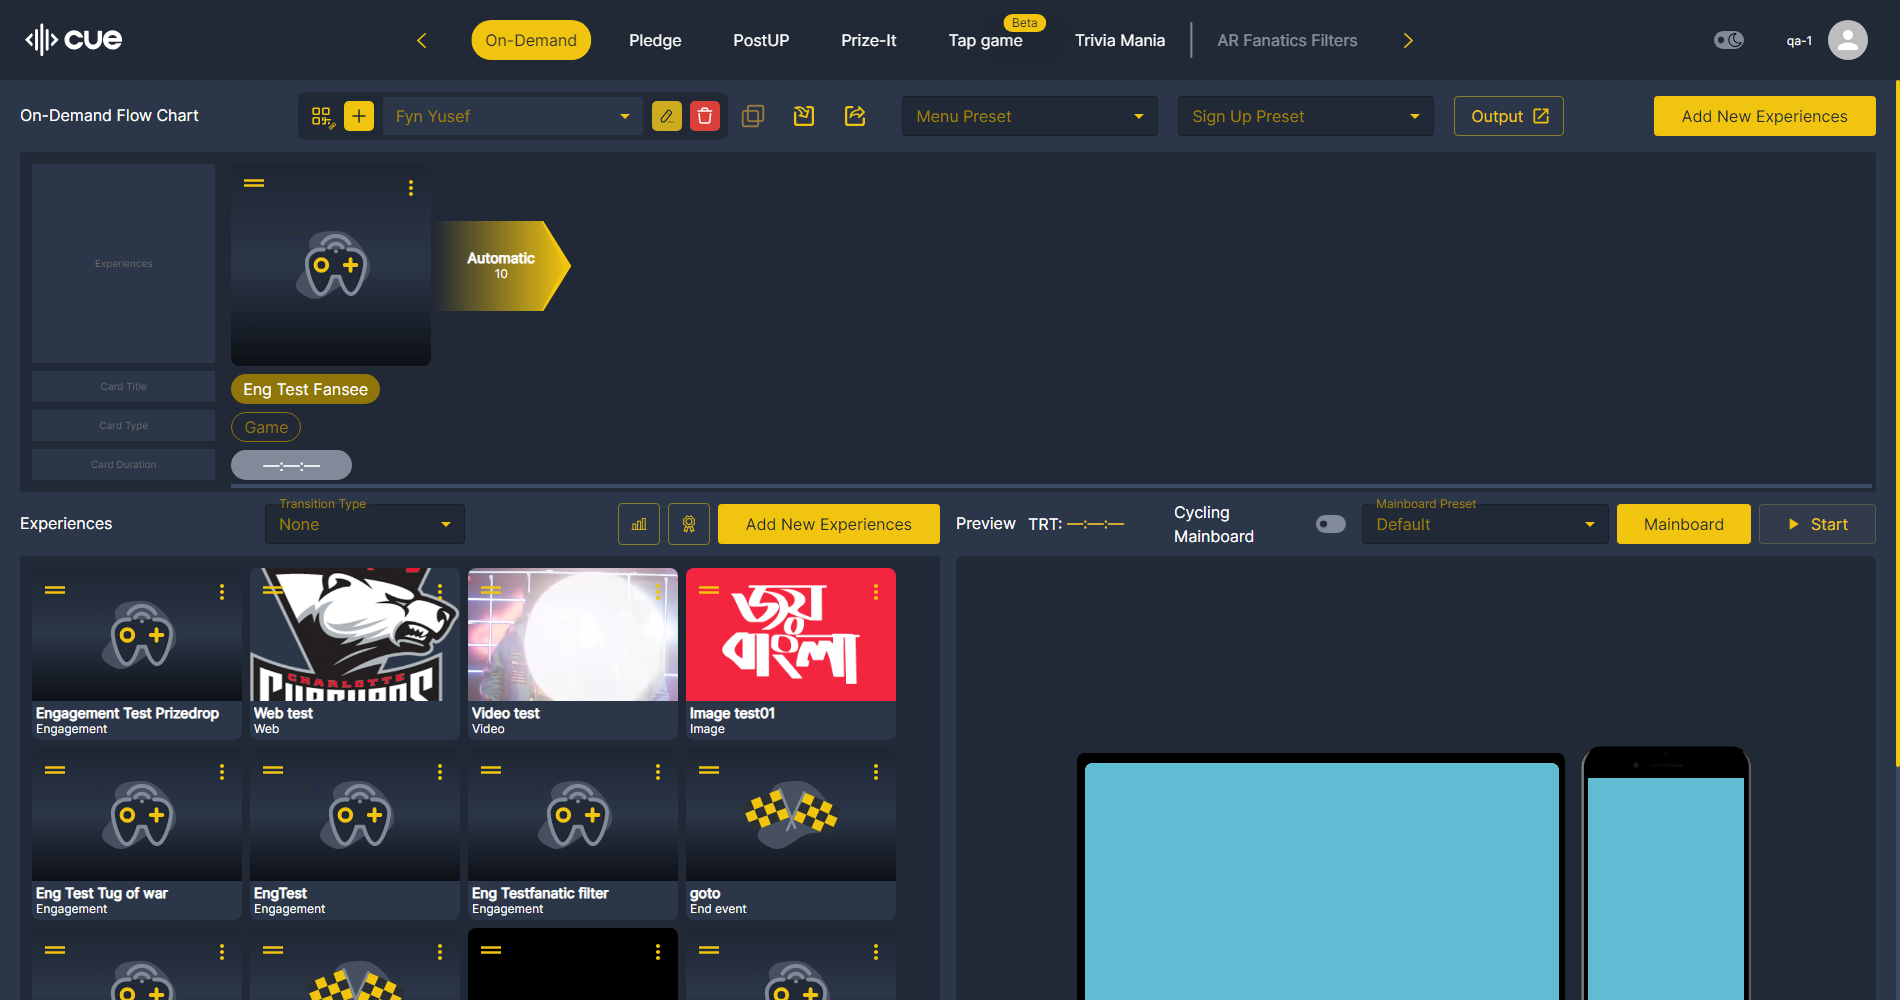 cue
On-Demand
Pledge
PostUP
Prize-It
Tap game
Beta
Trivia Mania
AR Fanatics Filters
qa-1
On-Demand Flow Chart
Fyn Yusef
Menu Preset
Sign Up Preset
Output
Add New Experiences
Experiences
Automatic
10
Card Title
Eng Test Fansee
Card Type
Game
Card Duration
—:—:—
Experiences
Transition Type
None
Add New Experiences
Preview
TRT: —:—:—
Cycling
Mainboard
Mainboard Preset
Default
Mainboard
Start
CHARLOTTE
জয়
বাংলা
Engagement Test Prizedrop
Engagement
Web test
Web
Video test
Video
Image test01
Image
Eng Test Tug of war
Engagement
EngTest
Engagement
Eng Testfanatic filter
Engagement
goto
End event